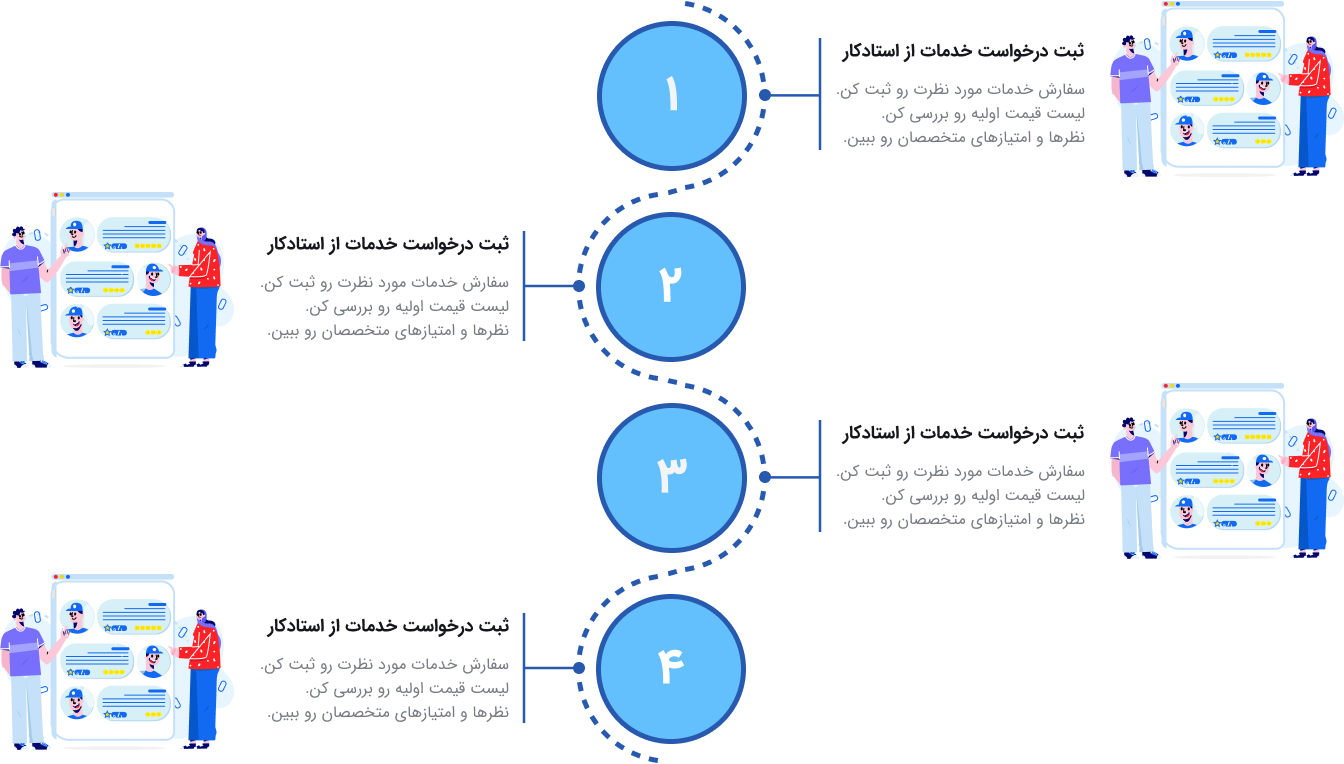 ۱
ثبت درخواست خدمات از استادکار
سفارش خدمات مورد نظرت رو ثبت کن.
لیست قیمت اولیه رو بررسی کن.
نظرها و امتیازهای متخصصان رو ببین.
۲
ثبت درخواست خدمات از استادکار
سفارش خدمات مورد نظرت رو ثبت کن.
لیست قیمت اولیه رو بررسی کن.
نظرها و امتیازهای متخصصان رو ببین.
۳
ثبت درخواست خدمات از استادکار
سفارش خدمات مورد نظرت رو ثبت کن.
لیست قیمت اولیه رو بررسی کن.
نظرها و امتیازهای متخصصان رو ببین.
۴
ثبت درخواست خدمات از استادکار
سفارش خدمات مورد نظرت رو ثبت کن.
لیست قیمت اولیه رو بررسی کن.
نظرها و امتیازهای متخصصان رو ببین.